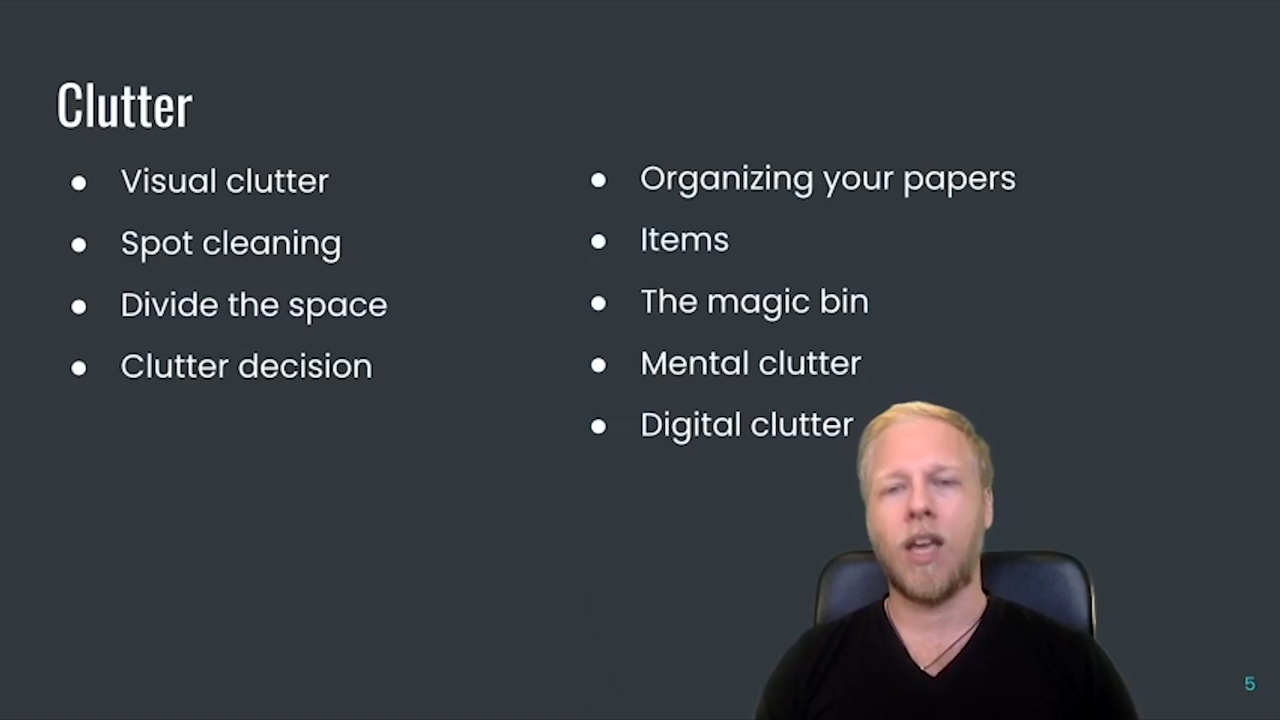 Clutter
● Visual clutter
● Spot cleaning
● Divide the space
● Clutter decision
● Organizing your papers
● Items
● The magic bin
● Mental clutter
● Digital clutter
5